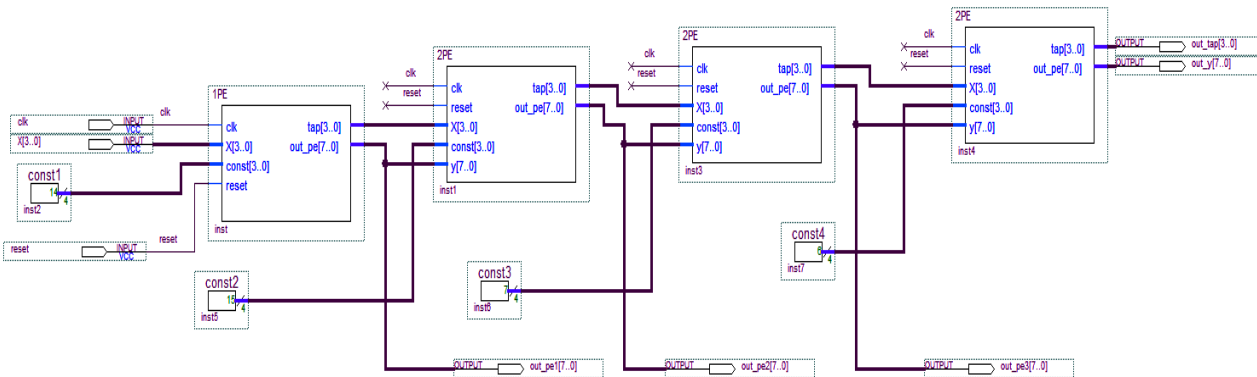 2PE
clk
reset
X[3..0]
const[3..0]
y[7..0]
tap[3..0]
out_pe[7..0]
inst4
clk
reset
OUTPUT
out_tap[3..0]
OUTPUT
out_y[7..0]
2PE
clk
reset
X[3..0]
const[3..0]
y[7..0]
tap[3..0]
out_pe[7..0]
inst3
clk
reset
2PE
clk
reset
X[3..0]
const[3..0]
y[7..0]
tap[3..0]
out_pe[7..0]
inst1
clk
reset
1PE
clk
X[3..0]
const[3..0]
reset
tap[3..0]
out_pe[7..0]
inst
clk
clk
INPUT
VCC
X[3..0]
INPUT
VCC
const1
14
4
inst2
reset
INPUT
VCC
reset
const2
15
4
inst5
const3
7
4
inst6
const4
6
4
inst7
OUTPUT
out_pe1[7..0]
OUTPUT
out_pe2[7..0]
OUTPUT
out_pe3[7..0]